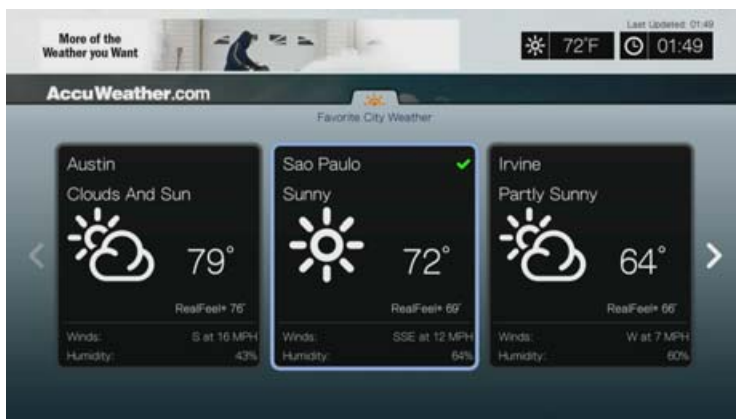 More of the
Weather you Want
Last Updated: 01:49
72°F
01:49
AccuWeather.com
Favorite City Weather
Austin
Clouds And Sun
79°
RealFeel® 76°
Winds: S at 16 MPH
Humidity: 43%
Sao Paulo
Sunny
72°
RealFeel® 69°
Winds: SSE at 12 MPH
Humidity: 64%
Irvine
Partly Sunny
64°
RealFeel® 66°
Winds: W at 7 MPH
Humidity: 60%